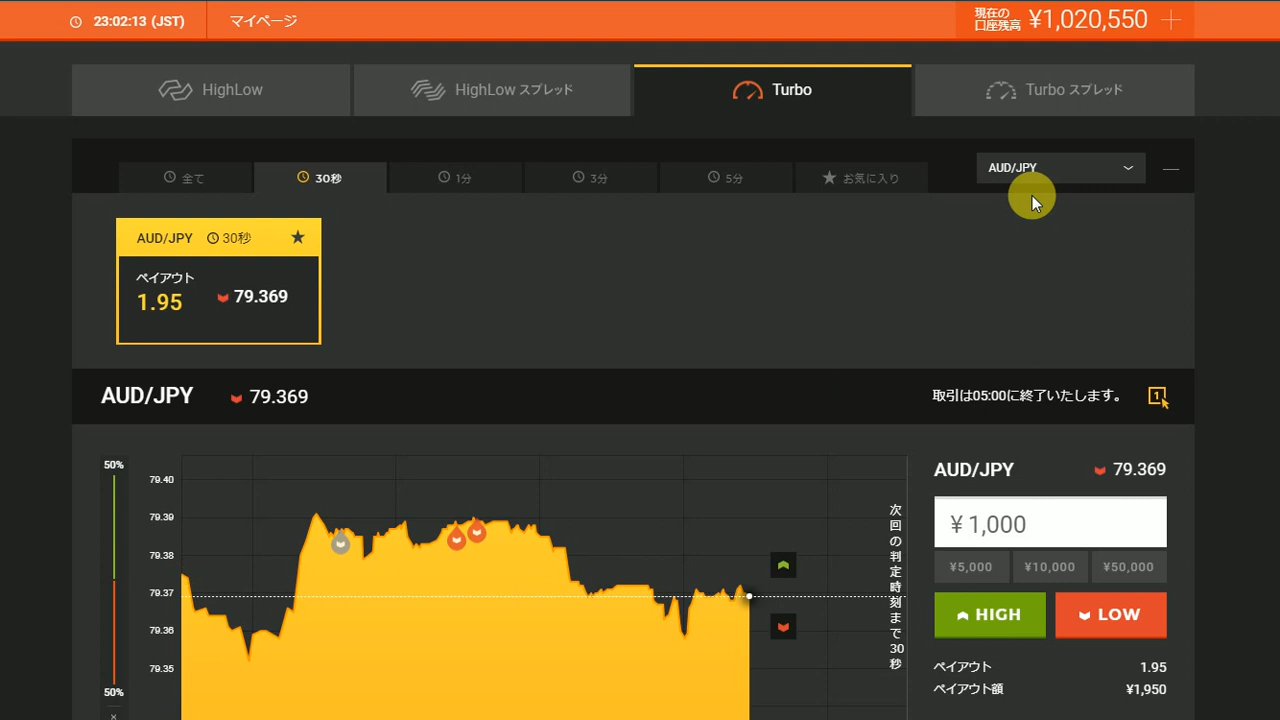 23:02:13 (JST)
マイページ
現在の
口座残高
¥1,020,550
HighLow
HighLow スプレッド
Turbo
Turbo スプレッド
全て
30秒
1分
3分
5分
お気に入り
AUD/JPY
AUD/JPY 30秒
ペイアウト
1.95
79.369
AUD/JPY 79.369
取引は05:00に終了いたします。
1
50%
79.40
79.39
79.38
79.37
79.36
79.35
50%
次回の判定時刻まで30秒
AUD/JPY 79.369
¥ 1,000
¥5,000 ¥10,000 ¥50,000
HIGH
LOW
ペイアウト 1.95
ペイアウト額 ¥1,950